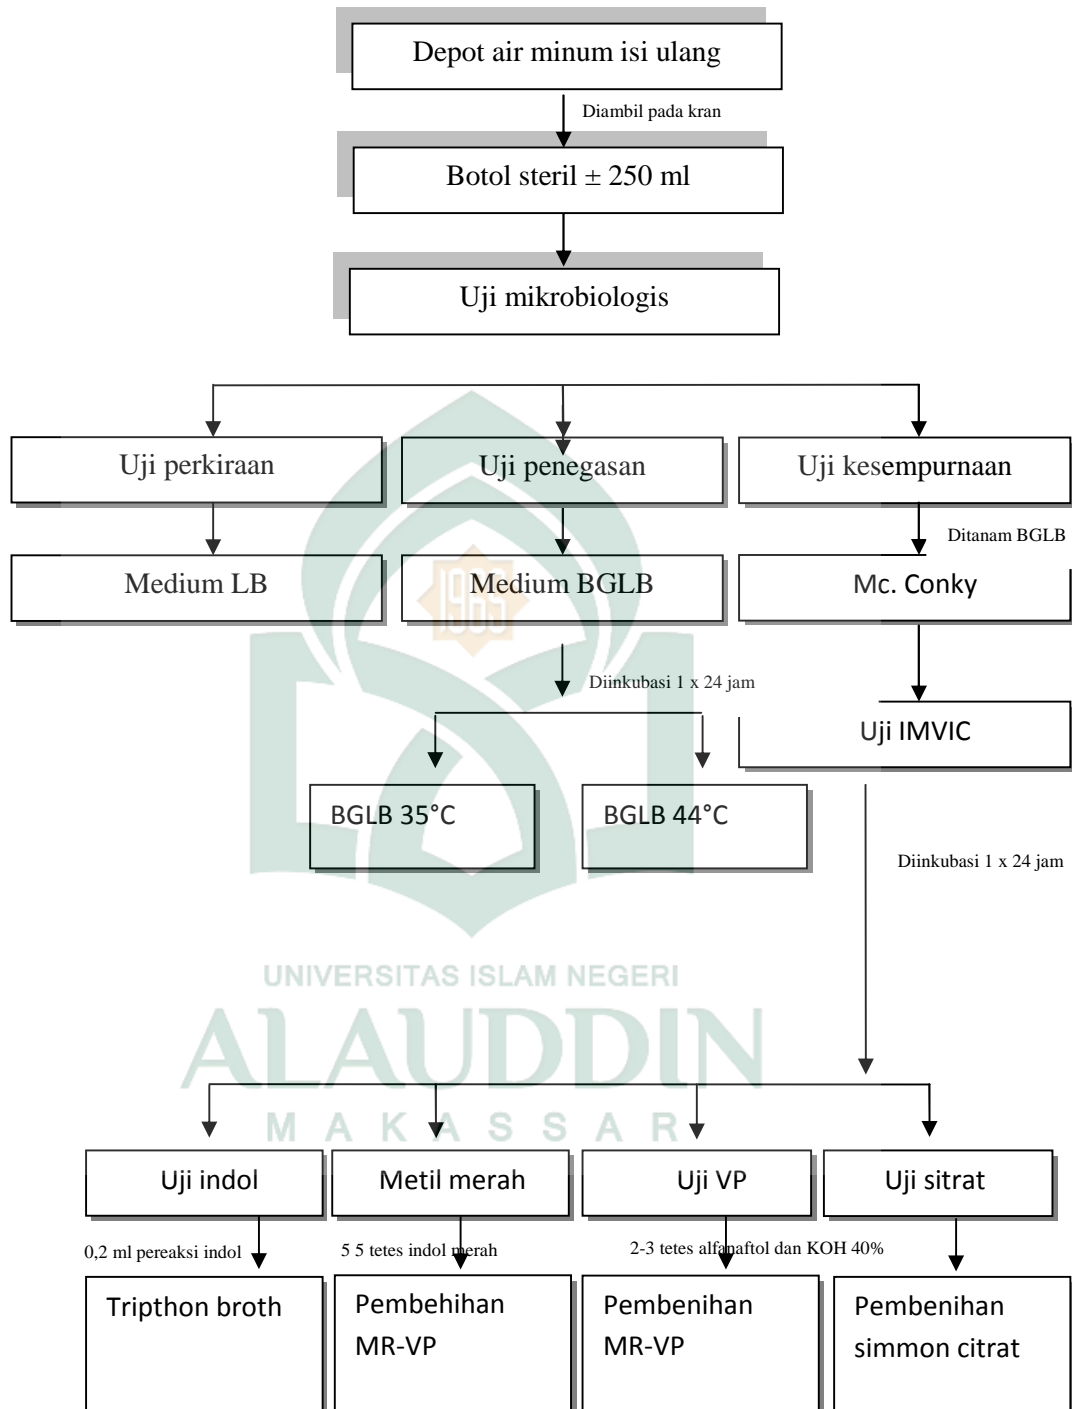 Depot air minum isi ulang
Diambil pada kran
Botol steril ± 250 ml
Uji mikrobiologis
Uji perkiraan
Uji penegasan
Uji kesempurnaan
Ditanam BGLB
Medium LB
Medium BGLB
Mc. Conky
1965
Diinkubasi 1 x 24 jam
Uji IMVIC
BGLB 35°C
BGLB 44°C
Diinkubasi 1 x 24 jam
UNIVERSITAS ISLAM NEGERI
ALAUDDIN
MAKASSAR
Uji indol
Metil merah
Uji VP
Uji sitrat
0,2 ml pereaksi indol
5 5 tetes indol merah
2-3 tetes alfanaftol dan KOH 40%
Tripthon broth
Pembehihan
MR-VP
Pembenihan
MR-VP
Pembenihan
simmon citrat